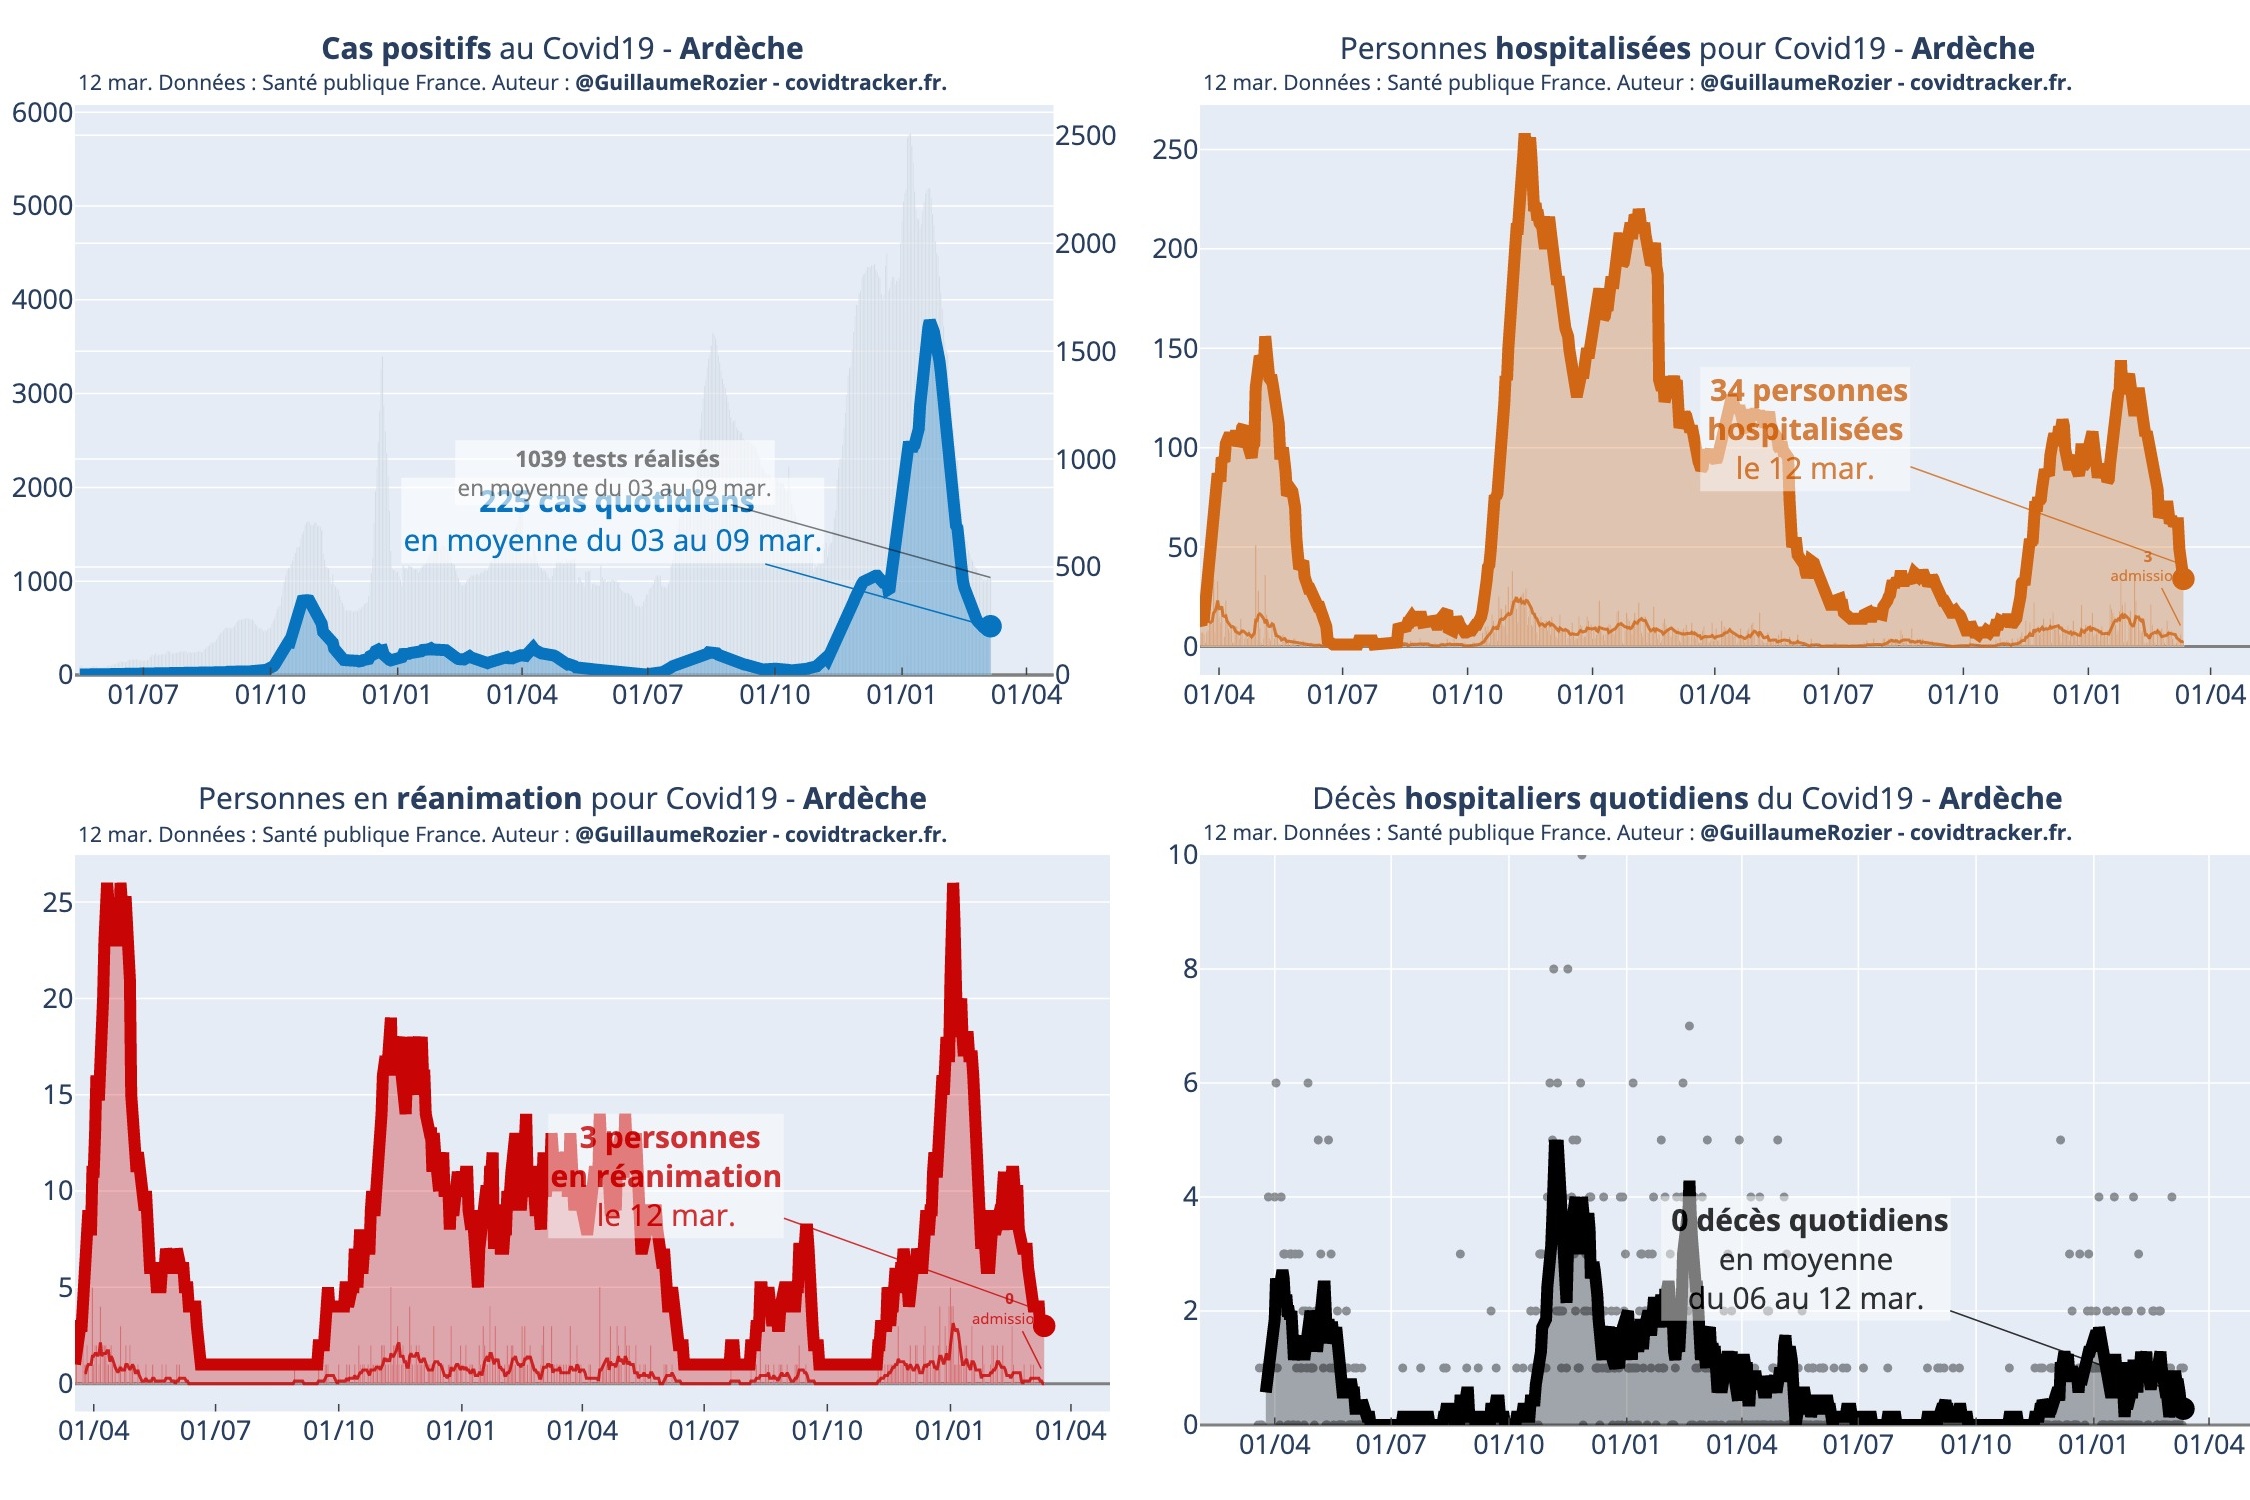 Cas positifs au Covid19 - Ardèche
12 mar. Données : Santé publique France. Auteur : @GuillaumeRozier - covidtracker.fr.
6000
5000
4000
3000
2000
1000
0
2500
2000
1500
1000
500
0
1039 tests réalisés
en moyenne du 03 au 09 mar.
223 cas quotidiens
en moyenne du 03 au 09 mar.
01/07 01/10 01/01 01/04 01/07 01/10 01/01 01/04
Personnes hospitalisées pour Covid19 - Ardèche
12 mar. Données : Santé publique France. Auteur : @GuillaumeRozier - covidtracker.fr.
250
200
150
100
50
0
34 personnes
hospitalisées
le 12 mar.
3
admissio
01/04 01/07 01/10 01/01 01/04 01/07 01/10 01/01 01/04
Personnes en réanimation pour Covid19 - Ardèche
12 mar. Données : Santé publique France. Auteur : @GuillaumeRozier - covidtracker.fr.
25
20
15
10
5
0
3 personnes
en réanimation
le 12 mar.
0
admissio
01/04 01/07 01/10 01/01 01/04 01/07 01/10 01/01 01/04
Décès hospitaliers quotidiens du Covid19 - Ardèche
12 mar. Données : Santé publique France. Auteur : @GuillaumeRozier - covidtracker.fr.
10
8
6
4
2
0
0 décès quotidiens
en moyenne
du 06 au 12 mar.
01/04 01/07 01/10 01/01 01/04 01/07 01/10 01/01 01/04